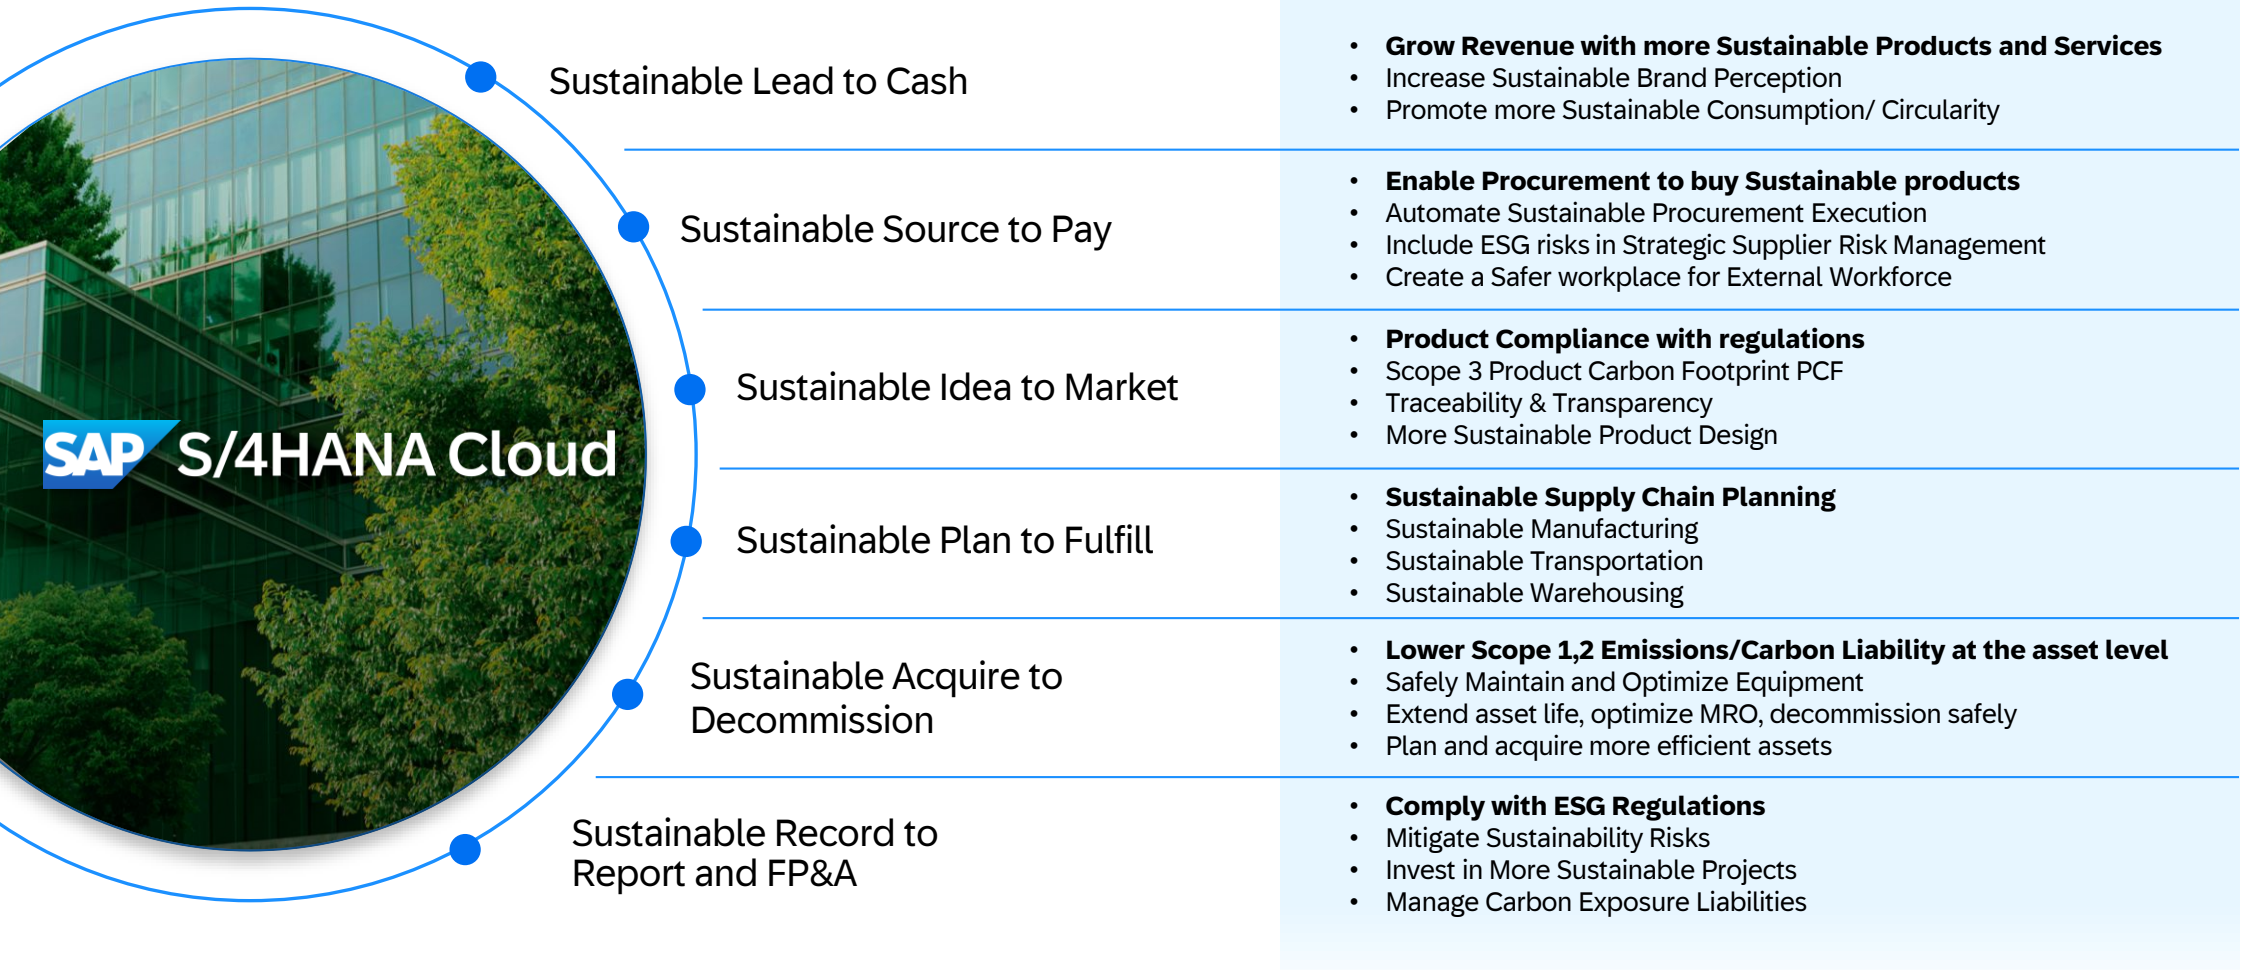 SAP S/4HANA Cloud
Sustainable Lead to Cash
• Grow Revenue with more Sustainable Products and Services
• Increase Sustainable Brand Perception
• Promote more Sustainable Consumption/ Circularity
Sustainable Source to Pay
• Enable Procurement to buy Sustainable products
• Automate Sustainable Procurement Execution
• Include ESG risks in Strategic Supplier Risk Management
• Create a Safer workplace for External Workforce
Sustainable Idea to Market
• Product Compliance with regulations
• Scope 3 Product Carbon Footprint PCF
• Traceability & Transparency
• More Sustainable Product Design
Sustainable Plan to Fulfill
• Sustainable Supply Chain Planning
• Sustainable Manufacturing
• Sustainable Transportation
• Sustainable Warehousing
Sustainable Acquire to
Decommission
• Lower Scope 1,2 Emissions/Carbon Liability at the asset level
• Safely Maintain and Optimize Equipment
• Extend asset life, optimize MRO, decommission safely
• Plan and acquire more efficient assets
Sustainable Record to
Report and FP&A
• Comply with ESG Regulations
• Mitigate Sustainability Risks
• Invest in More Sustainable Projects
• Manage Carbon Exposure Liabilities